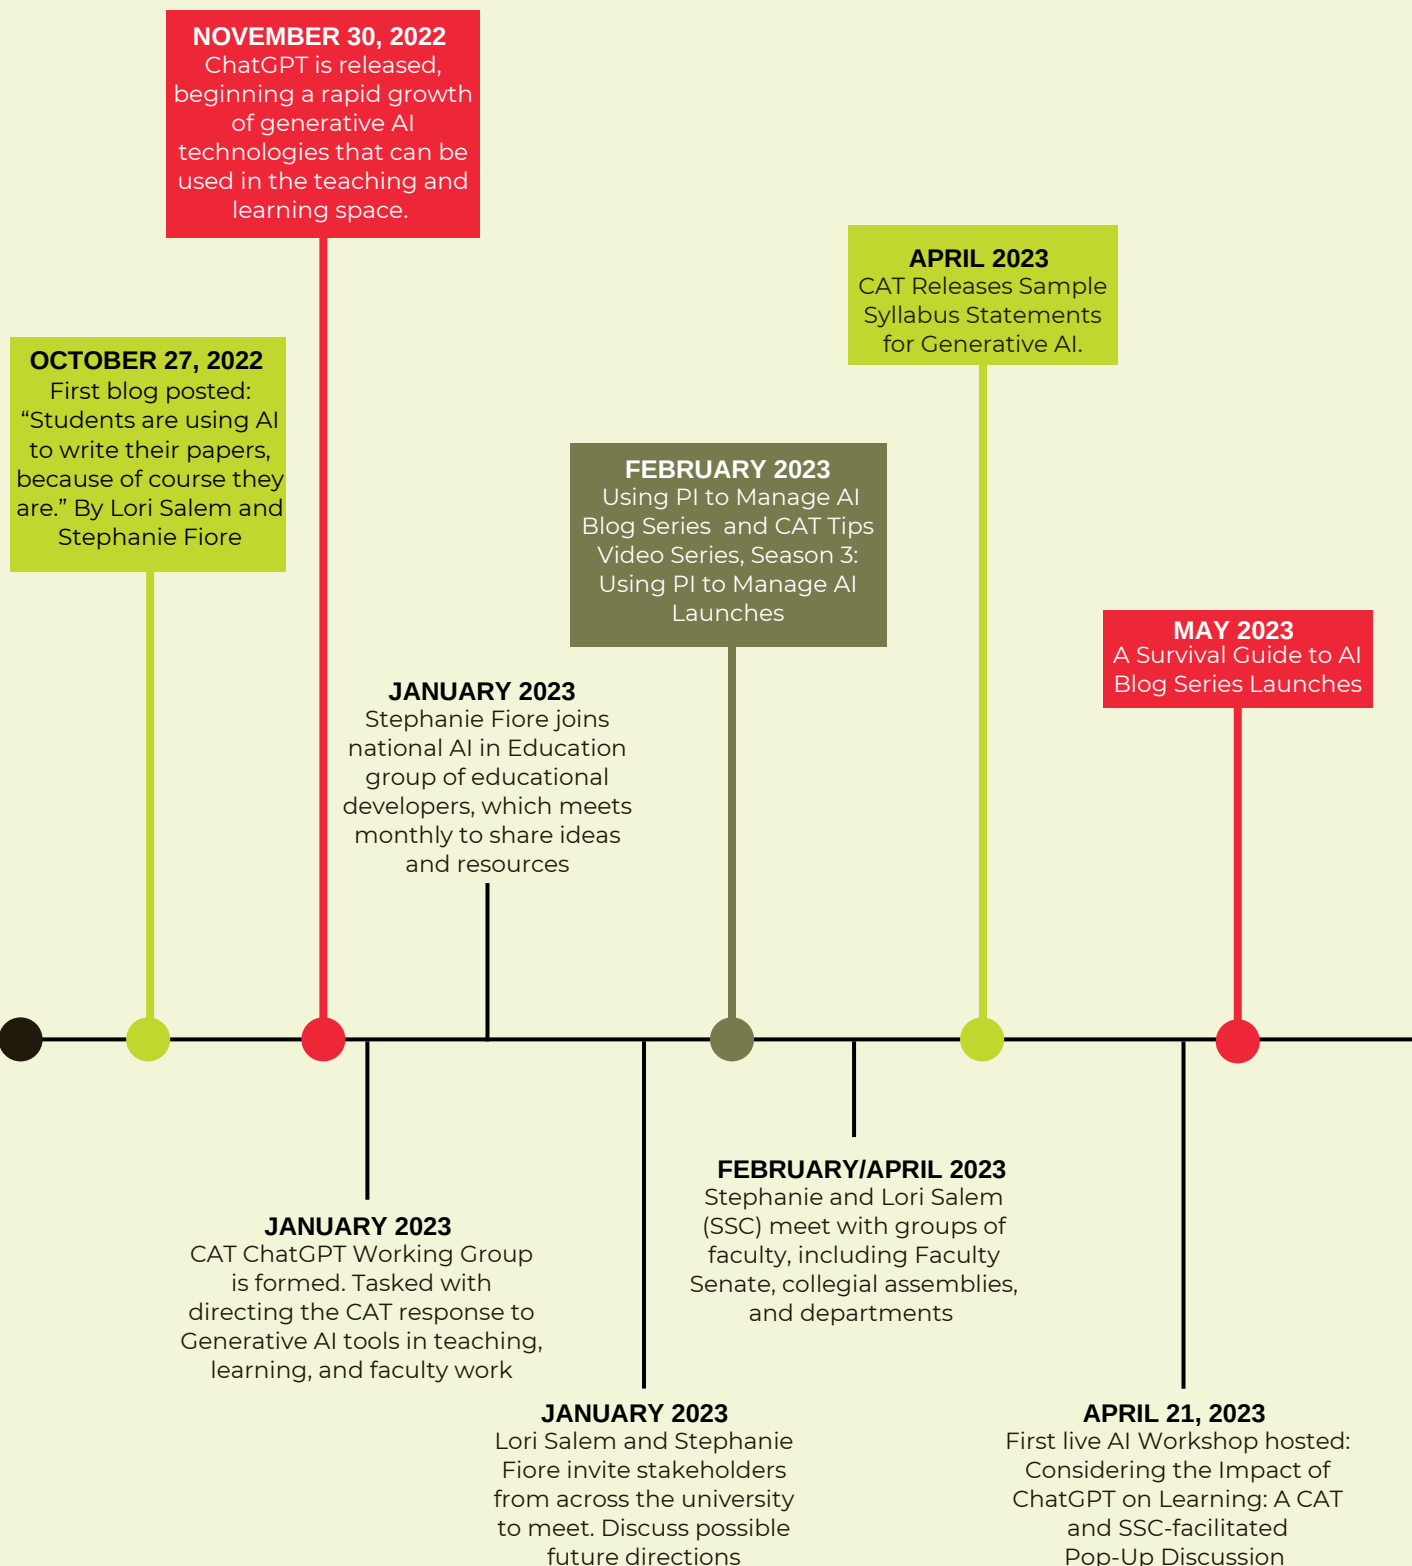 NOVEMBER 30, 2022
ChatGPT is released,
beginning a rapid growth
of generative AI
technologies that can be
used in the teaching and
learning space.
APRIL 2023
CAT Releases Sample
Syllabus Statements
for Generative AI.
OCTOBER 27, 2022
First blog posted:
“Students are using AI
to write their papers,
because of course they
are.” By Lori Salem and
Stephanie Fiore
FEBRUARY 2023
Using PI to Manage AI
Blog Series and CAT Tips
Video Series, Season 3:
Using PI to Manage AI
Launches
MAY 2023
A Survival Guide to AI
Blog Series Launches
JANUARY 2023
Stephanie Fiore joins
national AI in Education
group of educational
developers, which meets
monthly to share ideas
and resources
FEBRUARY/APRIL 2023
Stephanie and Lori Salem
(SSC) meet with groups of
faculty, including Faculty
Senate, collegial assemblies,
and departments
JANUARY 2023
CAT ChatGPT Working Group
is formed. Tasked with
directing the CAT response to
Generative AI tools in teaching,
learning, and faculty work
JANUARY 2023
Lori Salem and Stephanie
Fiore invite stakeholders
from across the university
to meet. Discuss possible
future directions
APRIL 21, 2023
First live AI Workshop hosted:
Considering the Impact of
ChatGPT on Learning: A CAT
and SSC-facilitated
Pop-Up Discussion